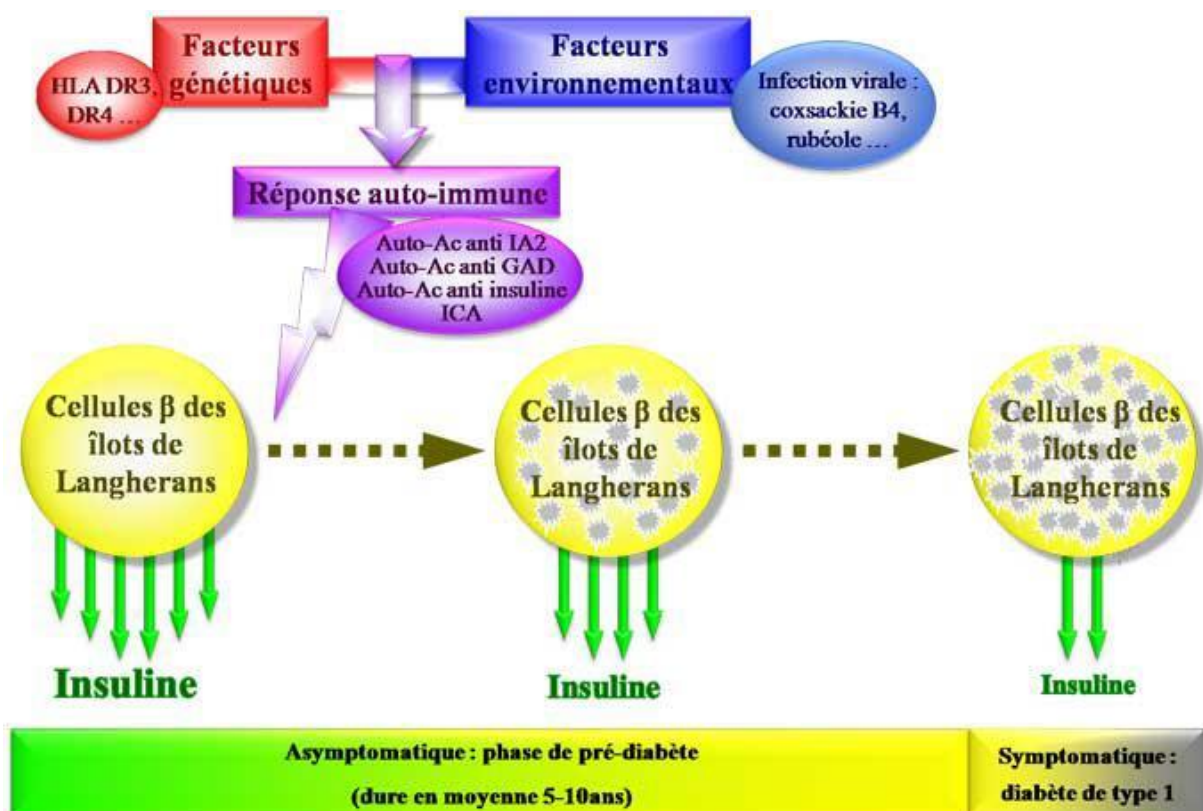 Facteurs
génétiques
HLA DR3,
DR4 ...
Facteurs
environnementaux
Infection virale :
coxsackie B4,
rubéole ...
Réponse auto-immune
Auto-Ac anti IA2
Auto-Ac anti GAD
Auto-Ac anti insuline
ICA
Cellules β des
îlots de
Langherans
Cellules β des
îlots de
Langherans
Cellules β des
îlots de
Langherans
Insuline
Insuline
Insuline
Asymptomatique : phase de pré-diabète
(dure en moyenne 5-10ans)
Symptomatique :
diabète de type 1